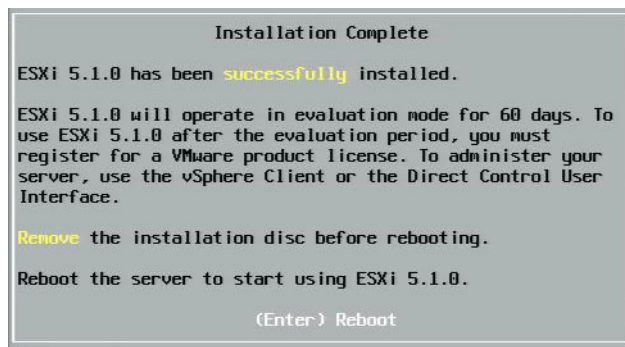 Installation Complete
ESXi 5.1.0 has been successfully installed.
ESXi 5.1.0 will operate in evaluation mode for 60 days. To
use ESXi 5.1.0 after the evaluation period, you must
register for a VMware product license. To administer your
server, use the vSphere Client or the Direct Control User
Interface.
Remove the installation disc before rebooting.
Reboot the server to start using ESXi 5.1.0.
(Enter) Reboot